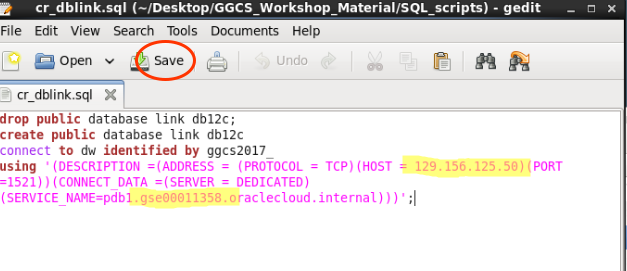 cr_dblink.sql (~/Desktop/GGCS_Workshop_Material/SQL_scripts) - gedit
File Edit View Search Tools Documents Help
Open Save Undo
cr_dblink.sql
drop public database link db12c;
create public database link db12c
connect to dw identified by ggcs2017_
using '(DESCRIPTION =(ADDRESS = (PROTOCOL = TCP)(HOST = 129.156.125.50)(PORT
=1521))(CONNECT_DATA =(SERVER = DEDICATED)
(SERVICE_NAME=pdb1.gse00011358.oraclecloud.internal)))';